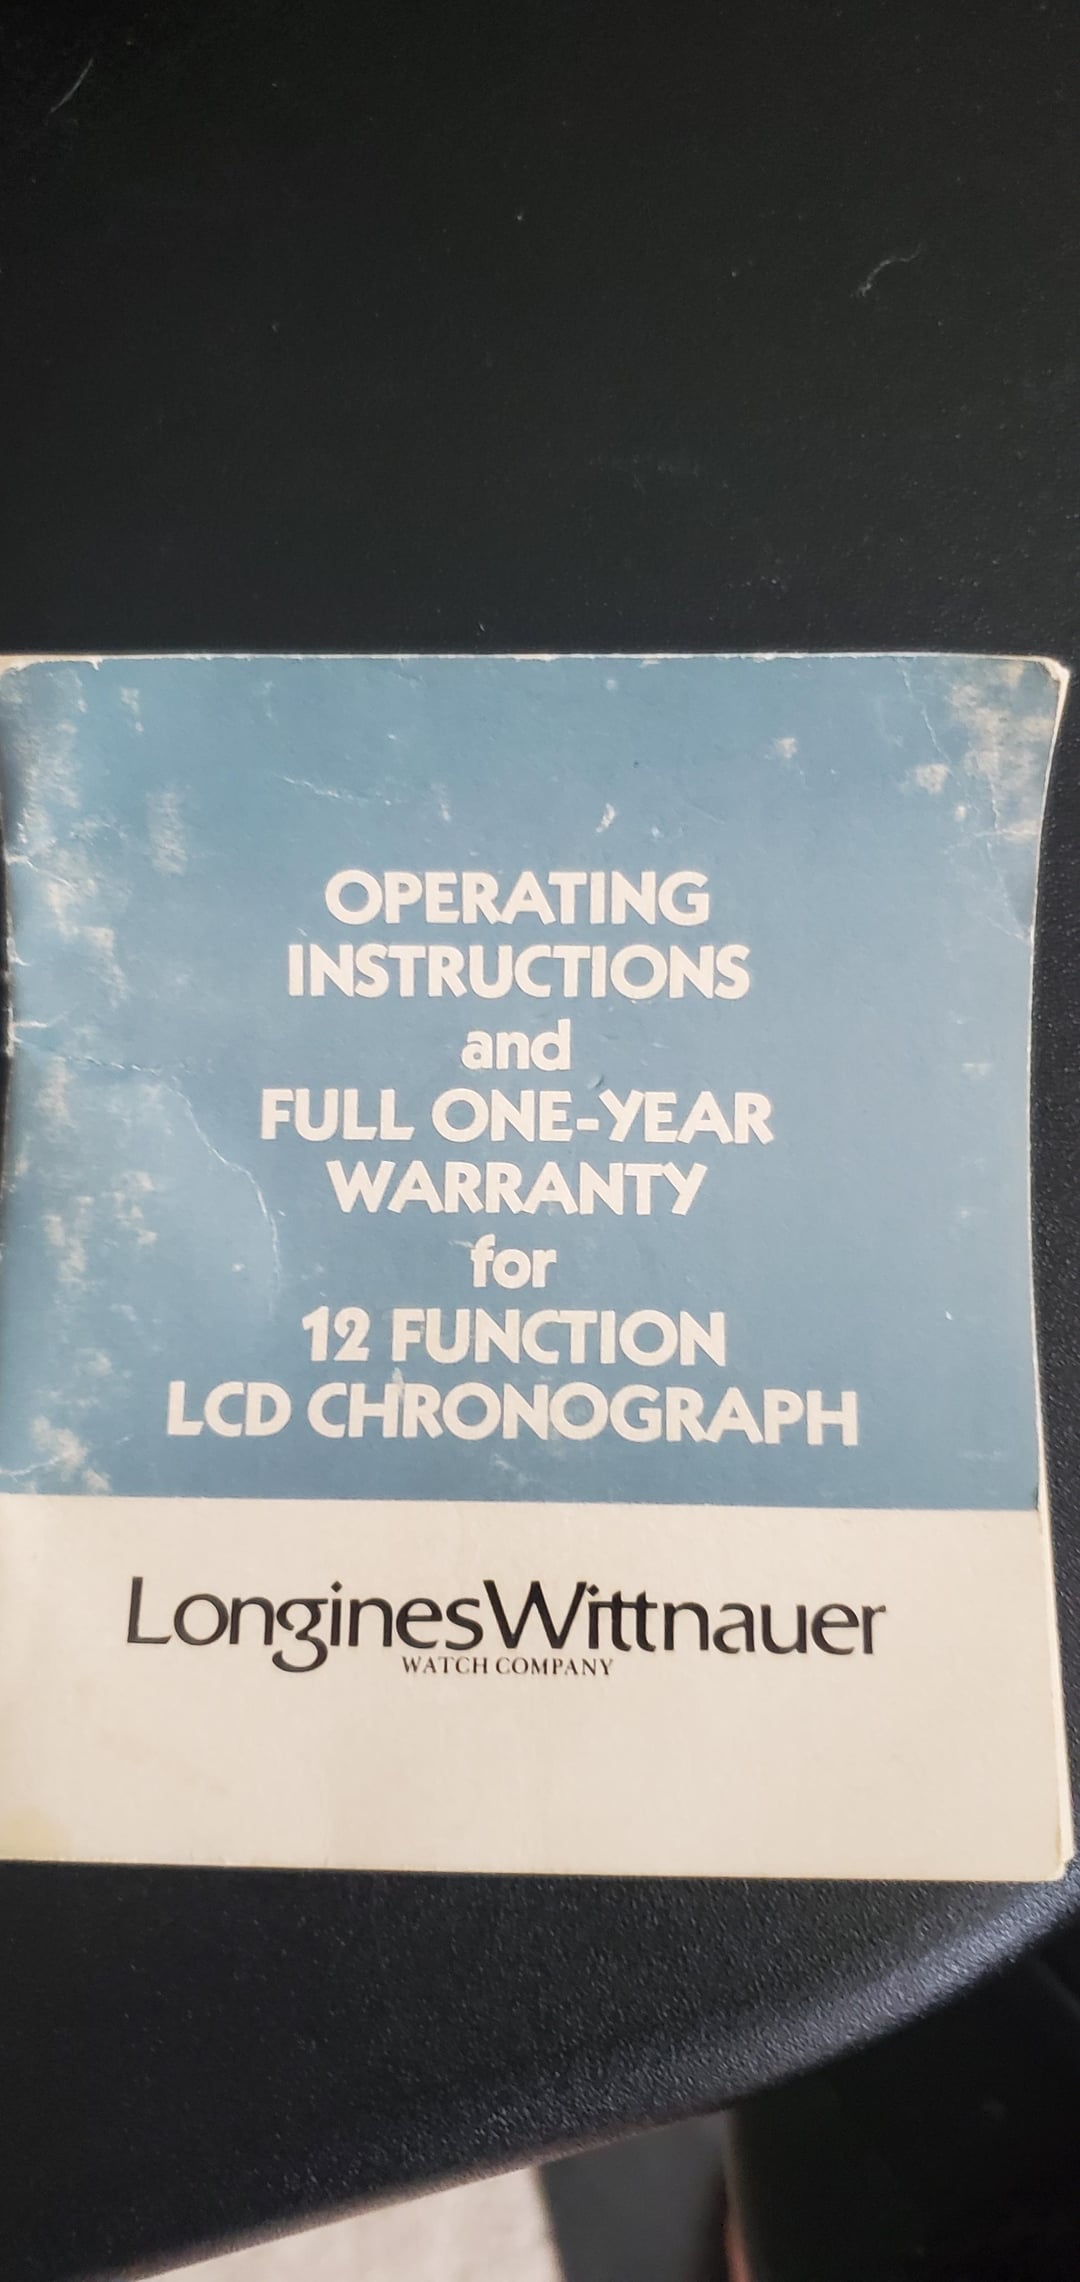 OPERATING
INSTRUCTIONS
and
FULL ONE-YEAR
WARRANTY
for
12 FUNCTION
LCD CHRONOGRAPH
LonginesWittnauer
WATCH COMPANY